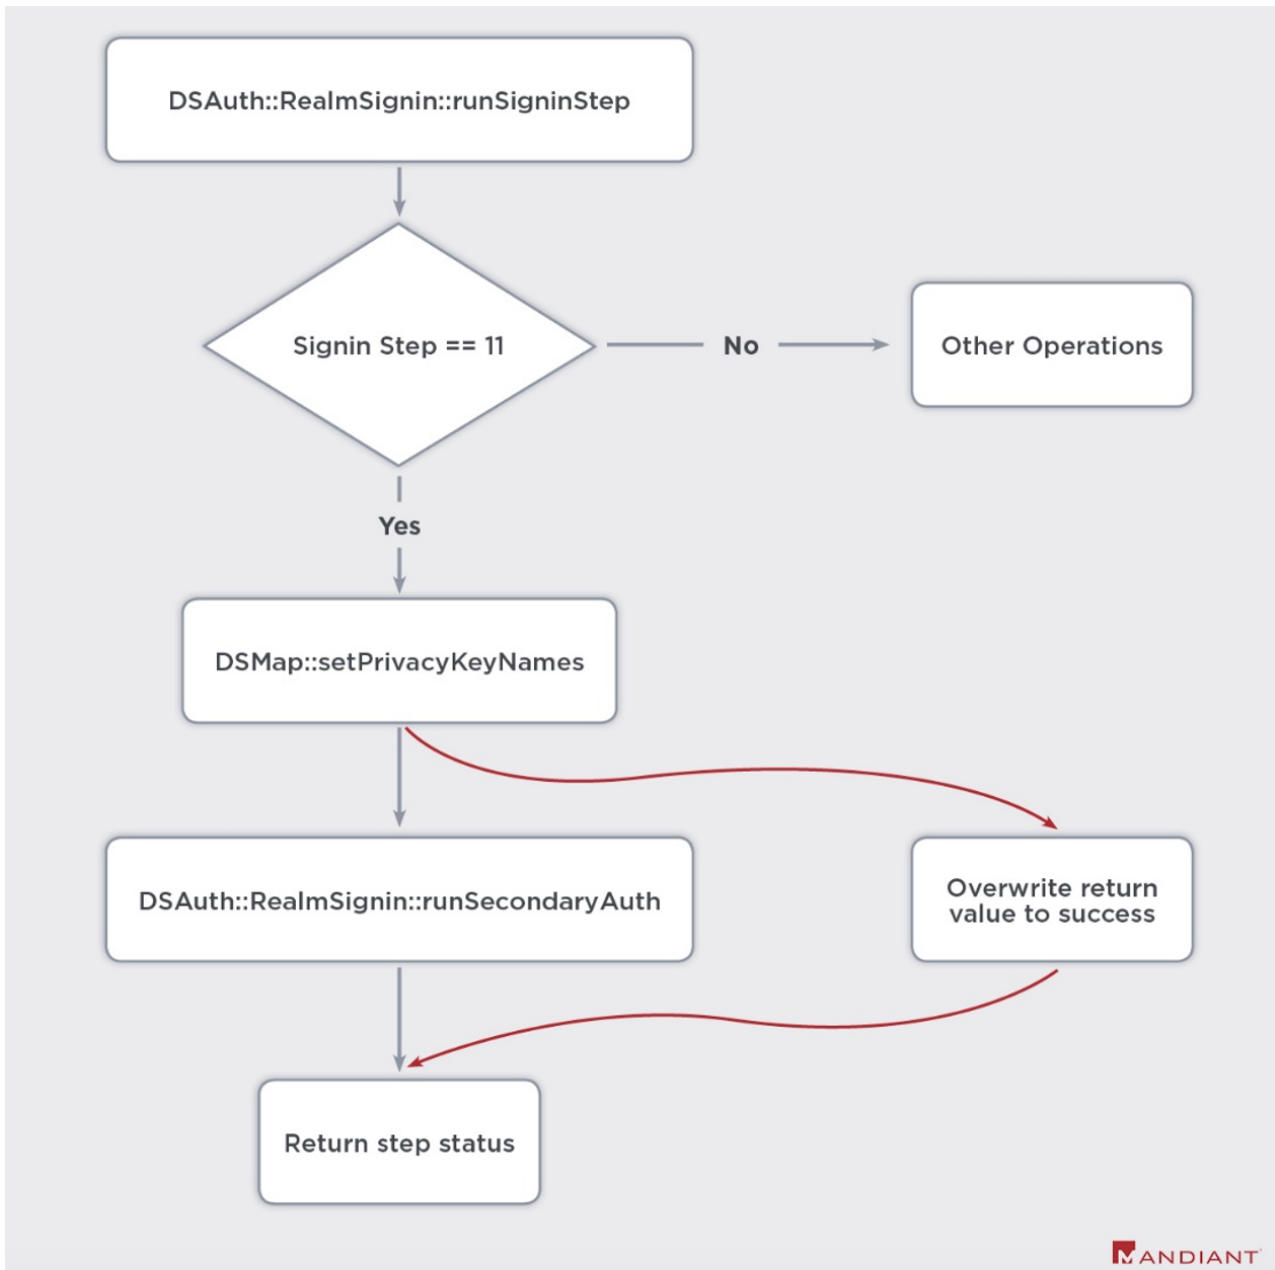 DSAuth::RealmSignin::runSigninStep
Signin Step == 11
No
Other Operations
Yes
DSMap::setPrivacyKeyNames
DSAuth::RealmSignin::runSecondaryAuth
Overwrite return
value to success
Return step status
MANDIANT